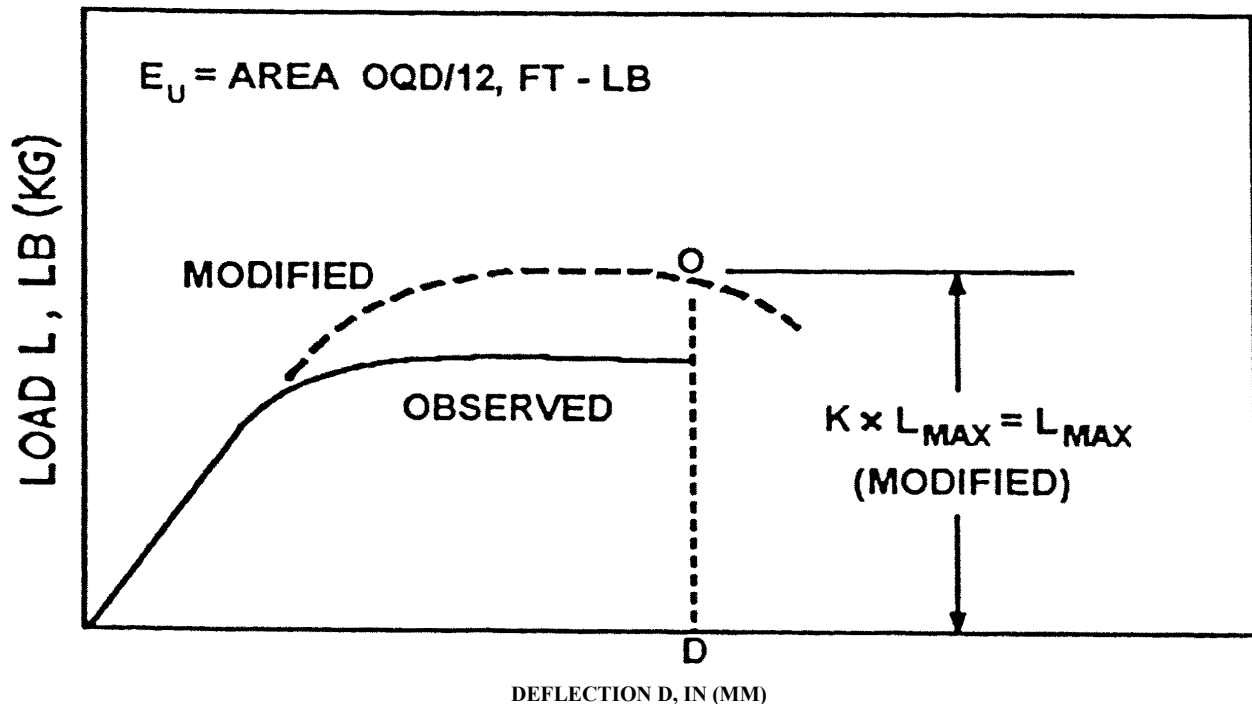 E_U = AREA OQD/12, FT - LB
LOAD L, LB (KG)
MODIFIED
O
OBSERVED
K × L_MAX = L_MAX
(MODIFIED)
D
DEFLECTION D, IN (MM)